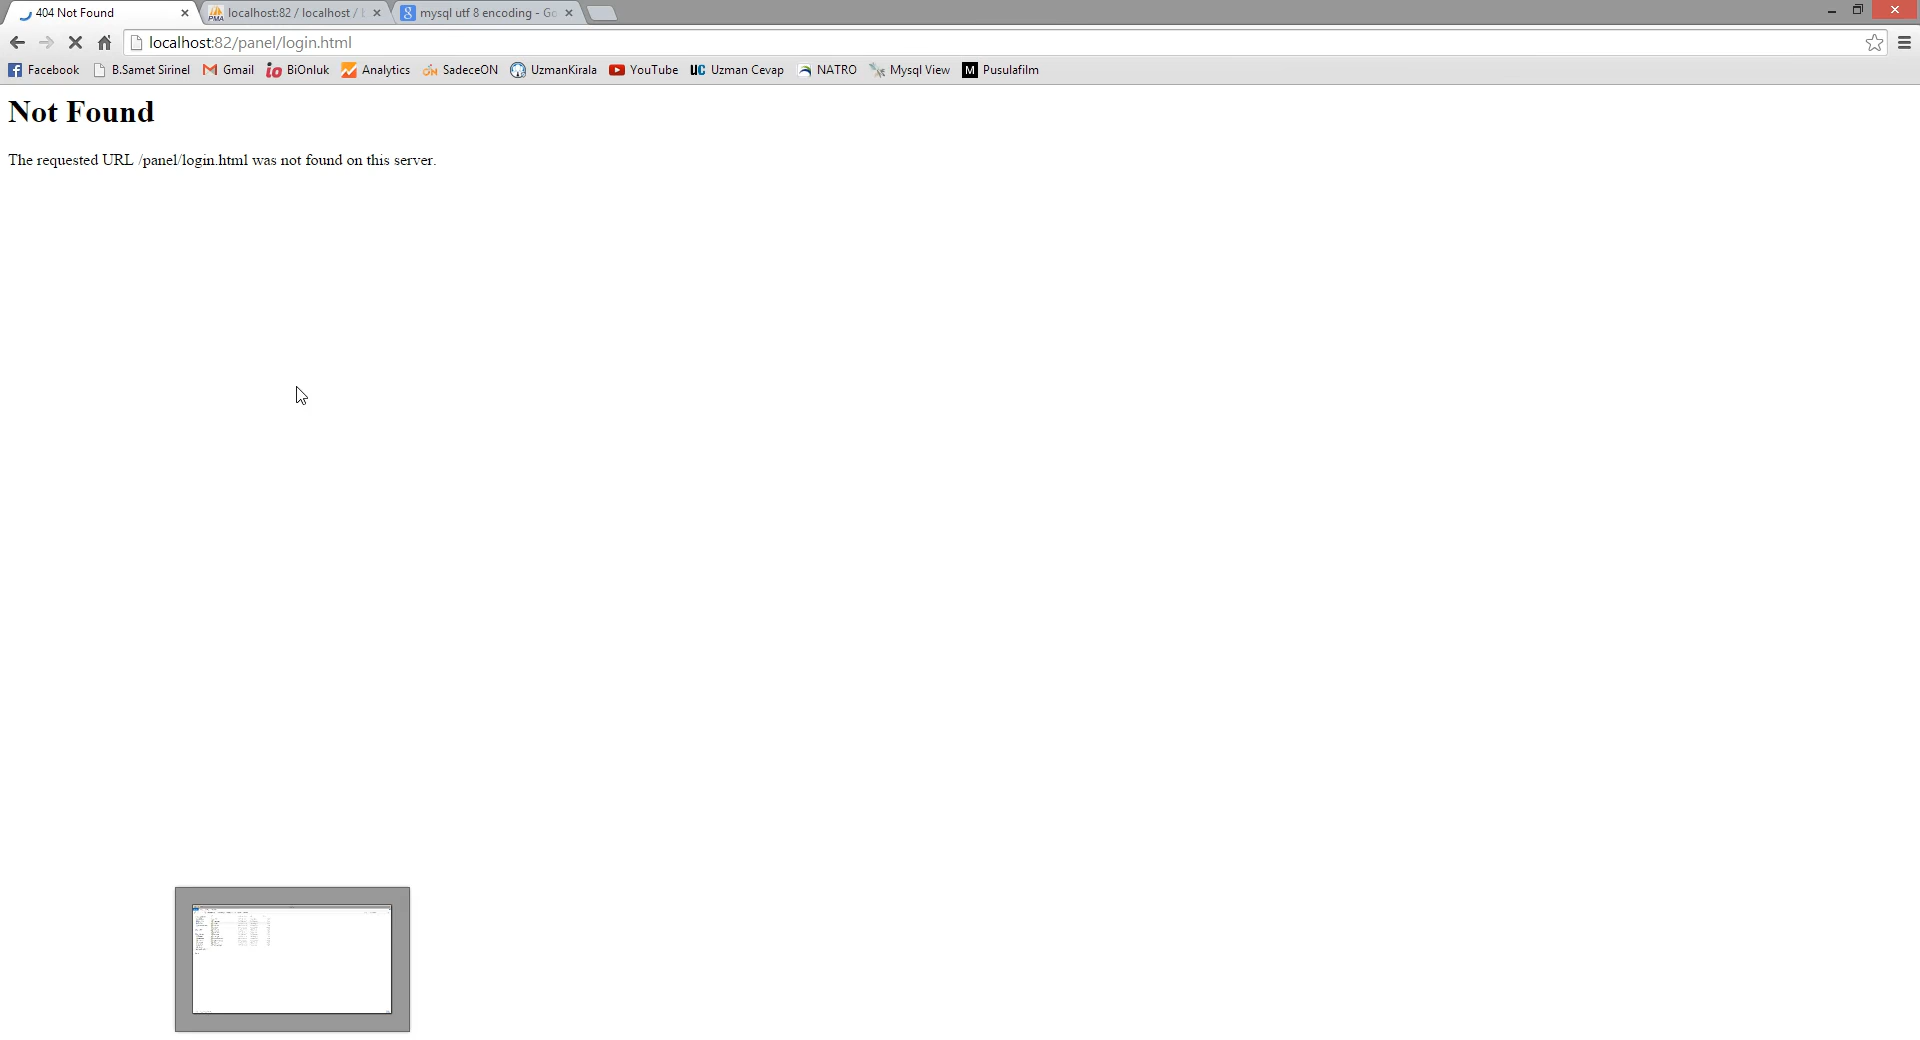 404 Not Found
localhost:82 / localhost /
mysql utf 8 encoding - Go
localhost:82/panel/login.html
Facebook B.Samet Sirinel Gmail BiOnluk Analytics SadeceON UzmanKirala YouTube UC Uzman Cevap NATRO Mysql View M Pusulafilm
Not Found
The requested URL /panel/login.html was not found on this server.